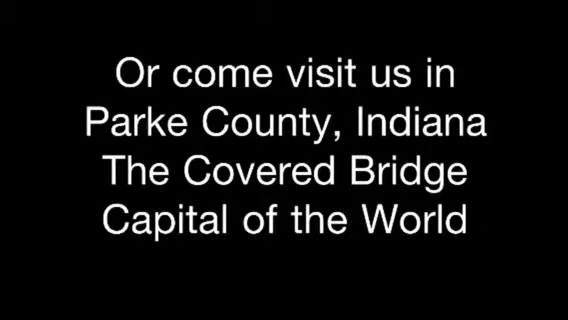 Or come visit us in
Parke County, Indiana
The Covered Bridge
Capital of the World